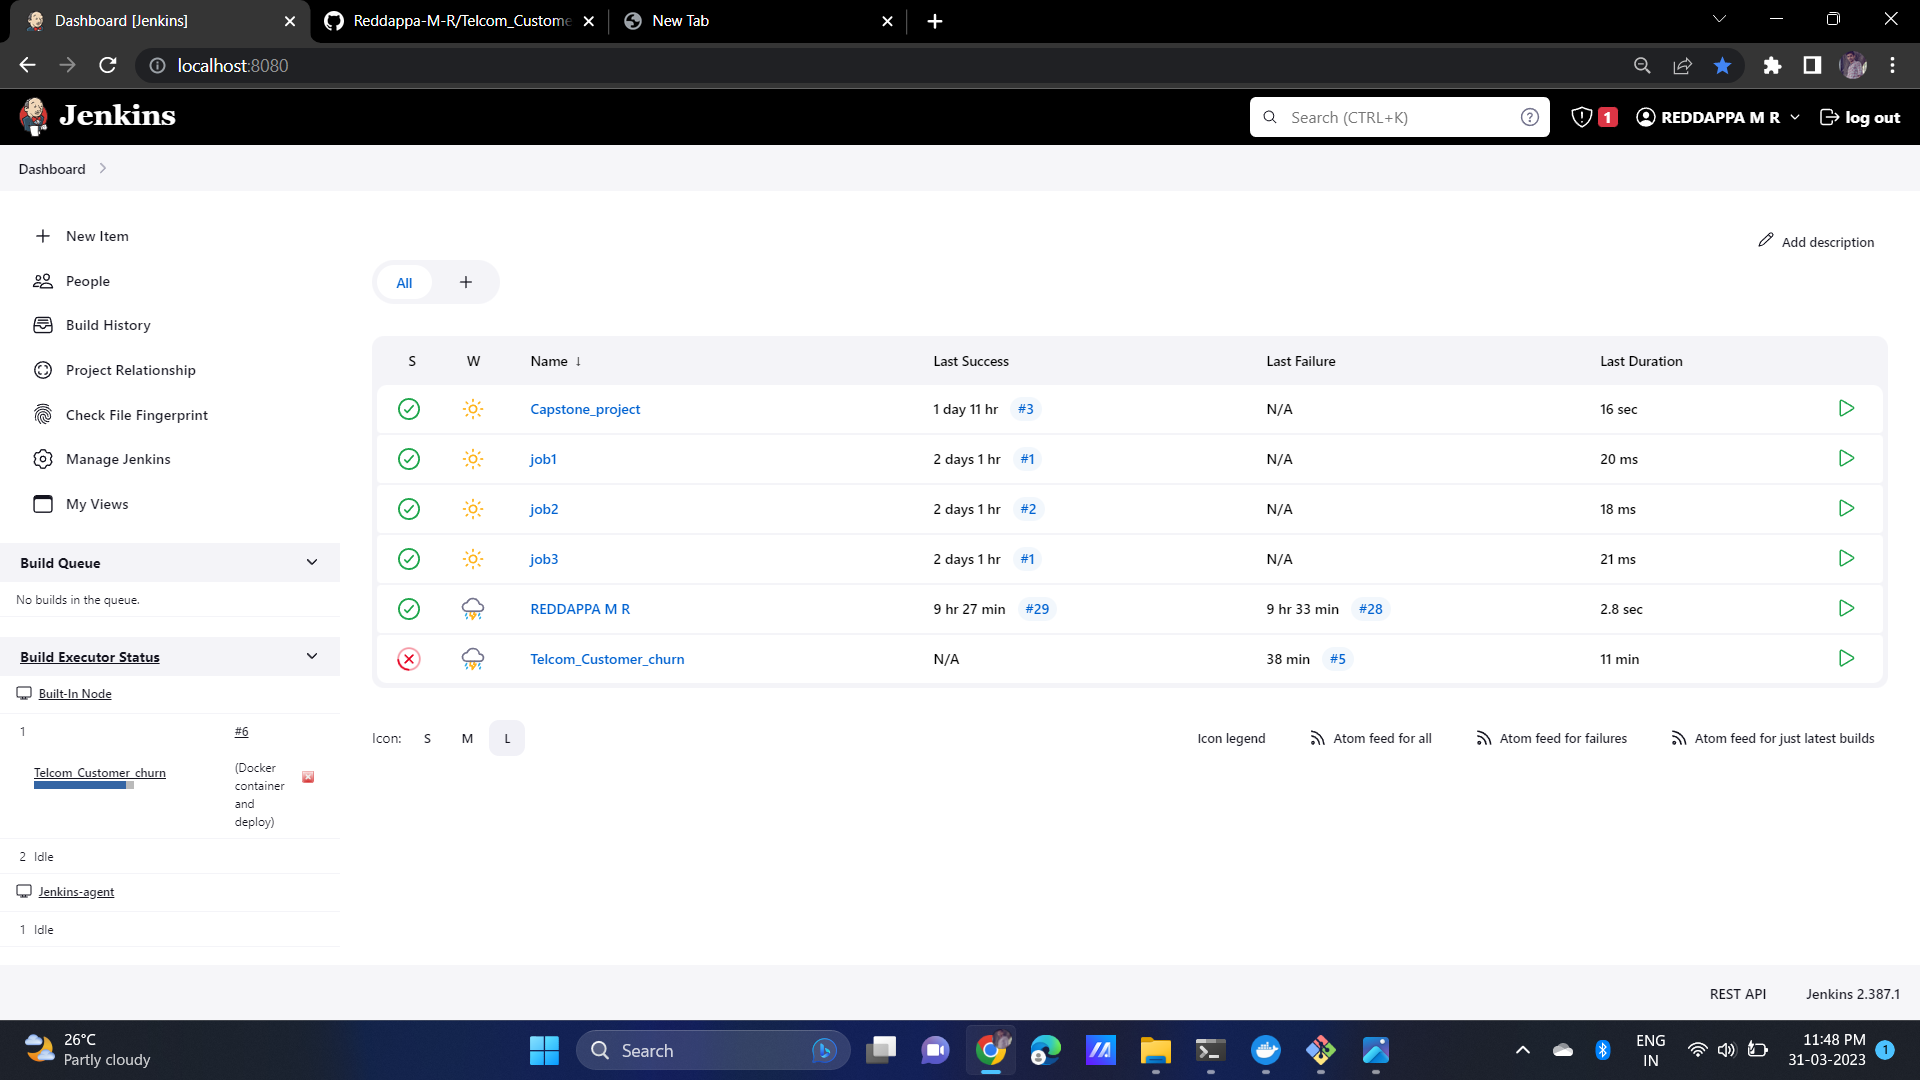 Dashboard [Jenkins]
Reddappa-M-R/Telcom_Custome
New Tab
localhost:8080
Jenkins
Search (CTRL+K)
1
REDDAPPA M R
log out
Dashboard
New Item
People
Build History
Project Relationship
Check File Fingerprint
Manage Jenkins
My Views
Build Queue
No builds in the queue.
Build Executor Status
Built-In Node
1 #6
Telcom_Customer_churn
(Docker
container
and
deploy)
2 Idle
Jenkins-agent
1 Idle
Add description
All
S W Name ↓ Last Success Last Failure Last Duration
Capstone_project 1 day 11 hr #3 N/A 16 sec
job1 2 days 1 hr #1 N/A 20 ms
job2 2 days 1 hr #2 N/A 18 ms
job3 2 days 1 hr #1 N/A 21 ms
REDDAPPA M R 9 hr 27 min #29 9 hr 33 min #28 2.8 sec
Telcom_Customer_churn N/A 38 min #5 11 min
Icon: S M L
Icon legend
Atom feed for all
Atom feed for failures
Atom feed for just latest builds
REST API
Jenkins 2.387.1
26°C
Partly cloudy
Search
ENG
IN
11:48 PM
31-03-2023
1